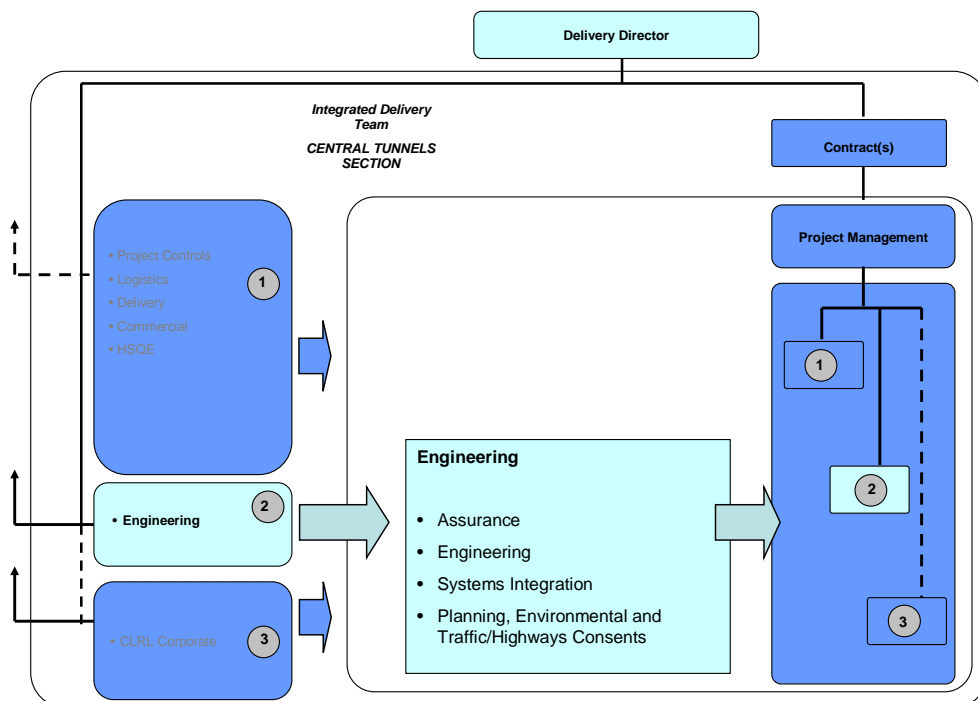 Delivery Director
Integrated Delivery
Team
CENTRAL TUNNELS
SECTION
Contract(s)
Project Management
• Project Controls
• Logistics
• Delivery
• Commercial
• HSQE
1
• Engineering
2
• CLRL Corporate
3
Engineering
• Assurance
• Engineering
• Systems Integration
• Planning, Environmental and
Traffic/Highways Consents
1
2
3